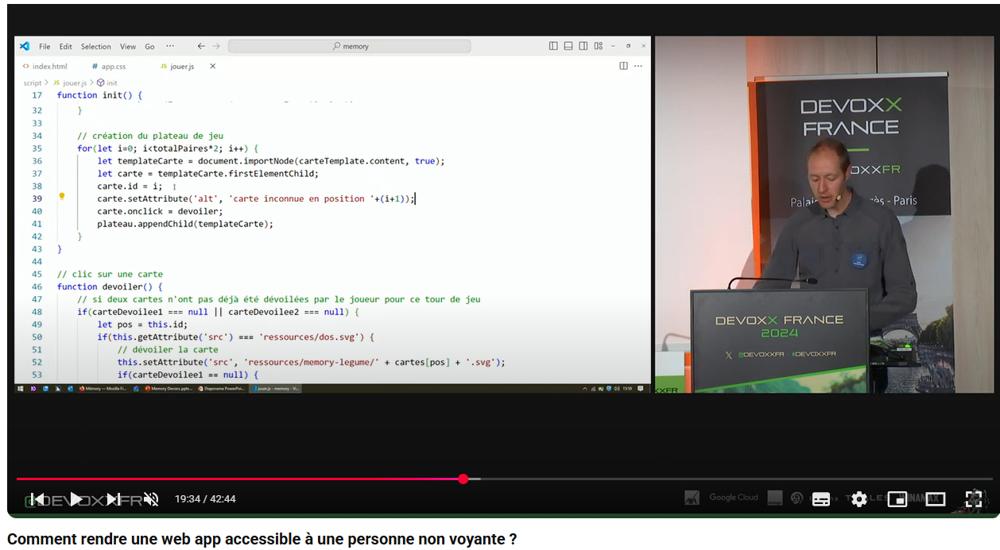 File Edit Selection View Go ··· memory
index.html # app.css JS jouer.js
script > JS jouer.js > init
17 function init() {
32 }
33
34 // création du plateau de jeu
35 for(let i=0; i<totalPaires*2; i++) {
36 let templateCarte = document.importNode(carteTemplate.content, true);
37 let carte = templateCarte.firstElementChild;
38 carte.id = i;
39 carte.setAttribute('alt', 'carte inconnue en position '+(i+1));
40 carte.onclick = devoiler;
41 plateau.appendChild(templateCarte);
42 }
43 }
44
45 // clic sur une carte
46 function devoiler() {
47 // si deux cartes n'ont pas déjà été dévoilées par le joueur pour ce tour de jeu
48 if(carteDevoilee1 === null || carteDevoilee2 === null) {
49 let pos = this.id;
50 if(this.getAttribute('src') === 'ressources/dos.svg') {
51 // dévoiler la carte
52 this.setAttribute('src', 'ressources/memory-legume/' + cartes[pos] + '.svg');
53 if(carteDevoilee1 == null) {
Mémory — Mozilla Fi... Memory Devoxx.pptx... Diaporama PowerPoi... jouer.js - memory - Vi... 15:59
DEVOXX
FRANCE
OXXFR
Palai ès - Paris
DEVOXX FRANCE
2024
@DEVOXXFR #DEVOXXFR
XXFR
@DEVOXXFR
19:34 / 42:44
Google Cloud
Comment rendre une web app accessible à une personne non voyante ?